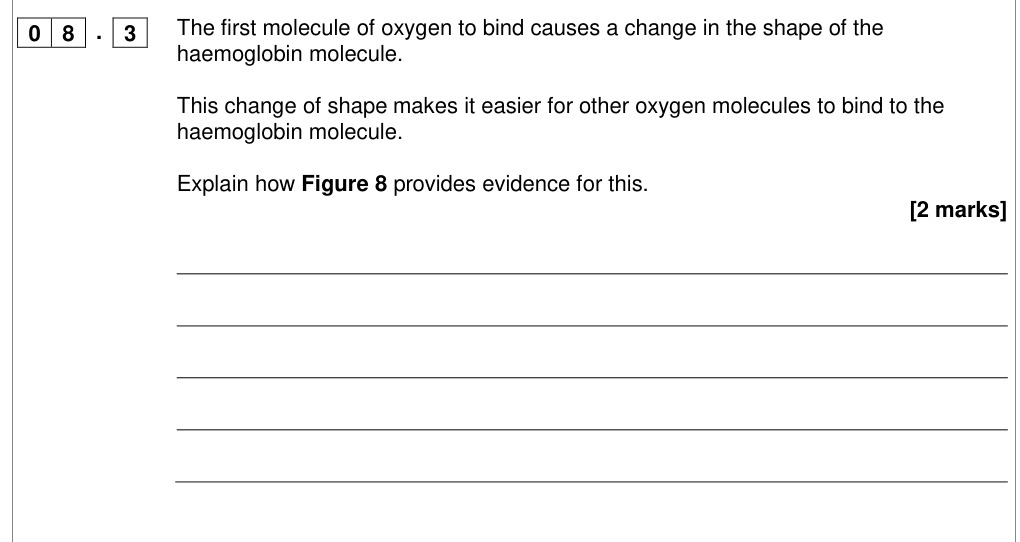 08.3 The first molecule of oxygen to bind causes a change in the shape of the
haemoglobin molecule.
This change of shape makes it easier for other oxygen molecules to bind to the
haemoglobin molecule.
Explain how Figure 8 provides evidence for this.
[2 marks]